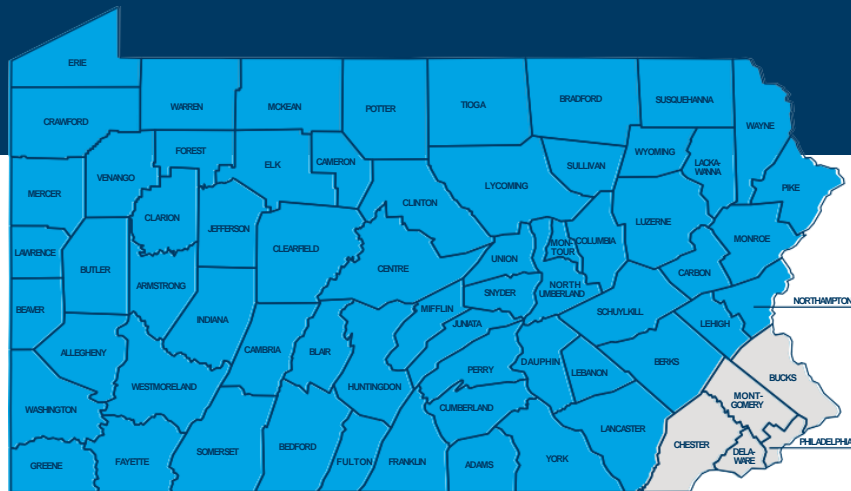 ERIE
CRAWFORD
WARREN
MCKEAN
POTTER
TIOGA
BRADFORD
SUSQUEHANNA
WAYNE
FOREST
VENANGO
ELK
CAMERON
SULLIVAN
WYOMING
LACKA-
WANNA
PIKE
MERCER
CLARION
JEFFERSON
CLINTON
LYCOMING
LUZERNE
MONROE
LAWRENCE
BUTLER
CLEARFIELD
CENTRE
UNION
MON-
TOUR
COLUMBIA
CARBON
ARMSTRONG
SNYDER
NORTH
UMBERLAND
BEAVER
INDIANA
MIFFLIN
JUNATA
SCHUYLKILL
LEHIGH
NORTHAMPTON
ALLEGHENY
CAMBRIA
BLAIR
HUNTINGDON
PERRY
DAUPHIN
LEBANON
BERKS
BUCKS
WASHINGTON
WESTMORELAND
CUMBERLAND
MONT-
GOMERY
GREENE
FAYETTE
SOMERSET
BEDFORD
FULTON
FRANKLIN
ADAMS
YORK
LANCASTER
CHESTER
DELA-
WARE
PHILADELPHIA